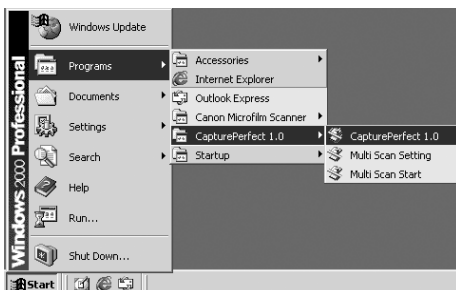 Windows 2000 Professional
Windows Update
Programs
Documents
Settings
Search
Help
Run...
Shut Down...
Accessories
Internet Explorer
Outlook Express
Canon Microfilm Scanner
CapturePerfect 1.0
Startup
CapturePerfect 1.0
Multi Scan Setting
Multi Scan Start
Start